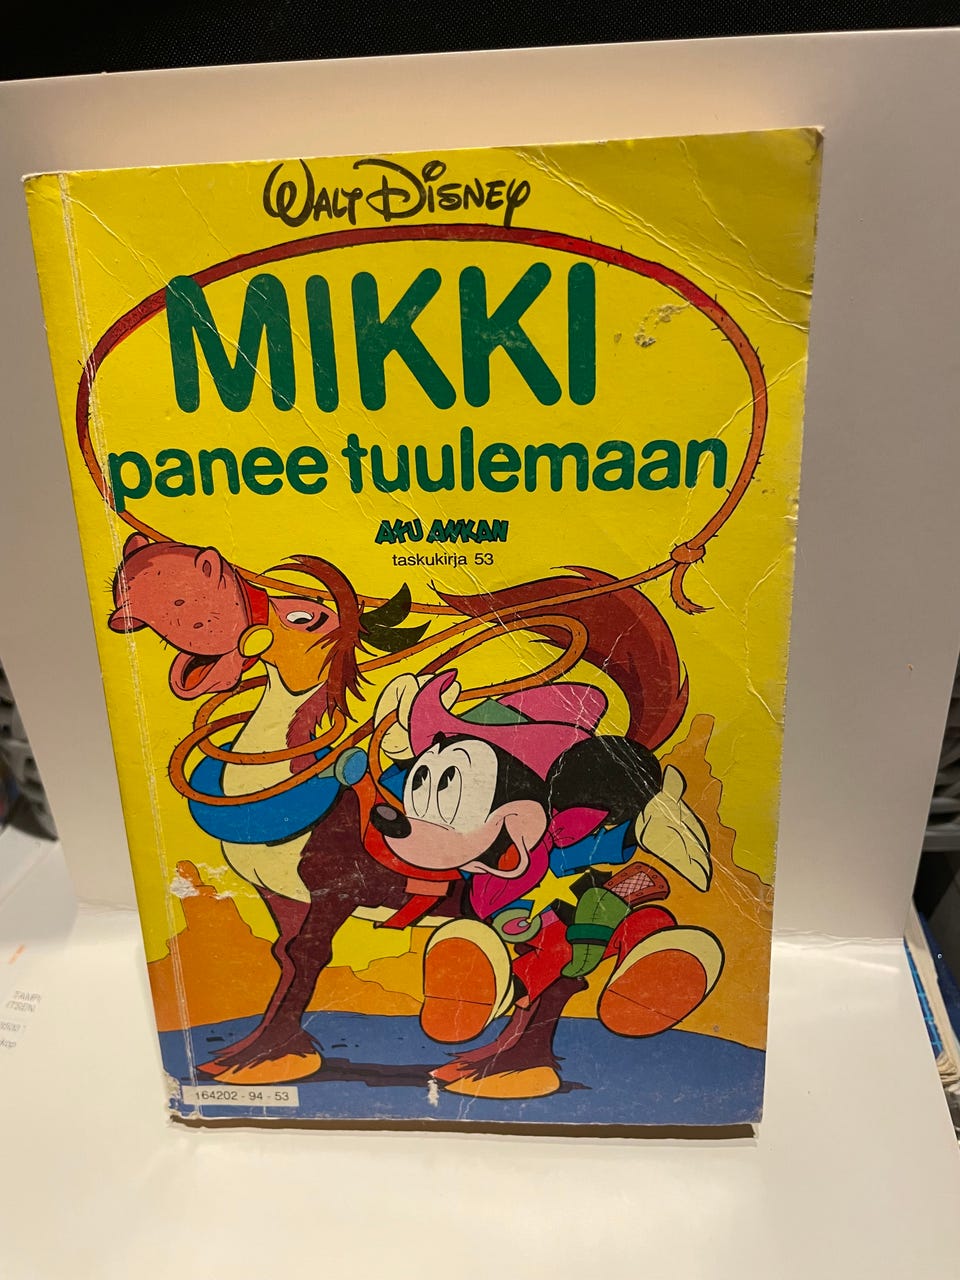 WALT DISNEY
MIKKI
panee tuulemaan
AKU ANKAN
taskukirja 53
164202 - 94 - 53